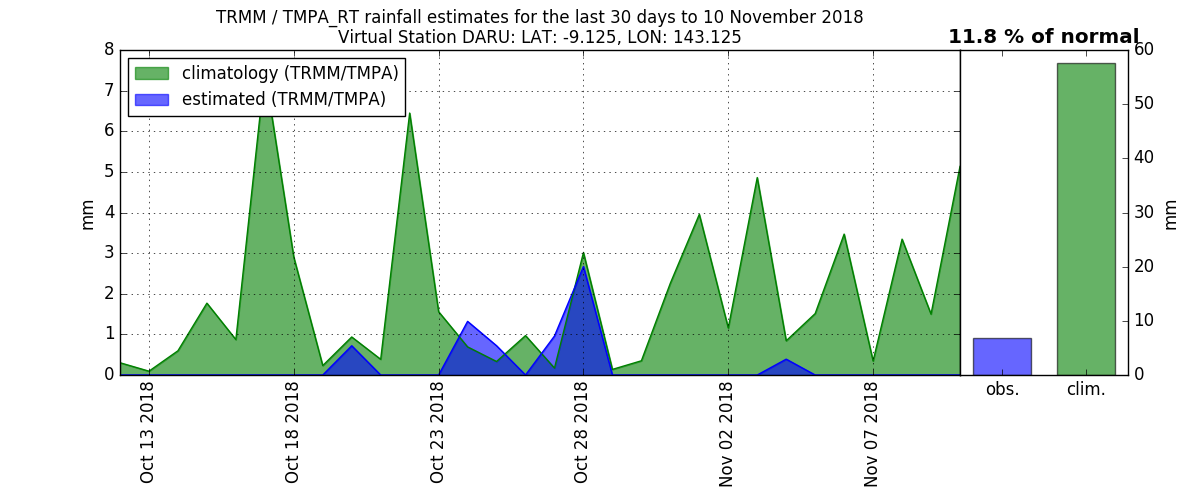 TRMM / TMPA_RT rainfall estimates for the last 30 days to 10 November 2018
Virtual Station DARU: LAT: -9.125, LON: 143.125
11.8 % of normal
climatology (TRMM/TMPA)
estimated (TRMM/TMPA)
8
7
6
5
4
3
2
1
0
mm
Oct 13 2018
Oct 18 2018
Oct 23 2018
Oct 28 2018
Nov 02 2018
Nov 07 2018
60
50
40
30
20
10
0
mm
obs.
clim.